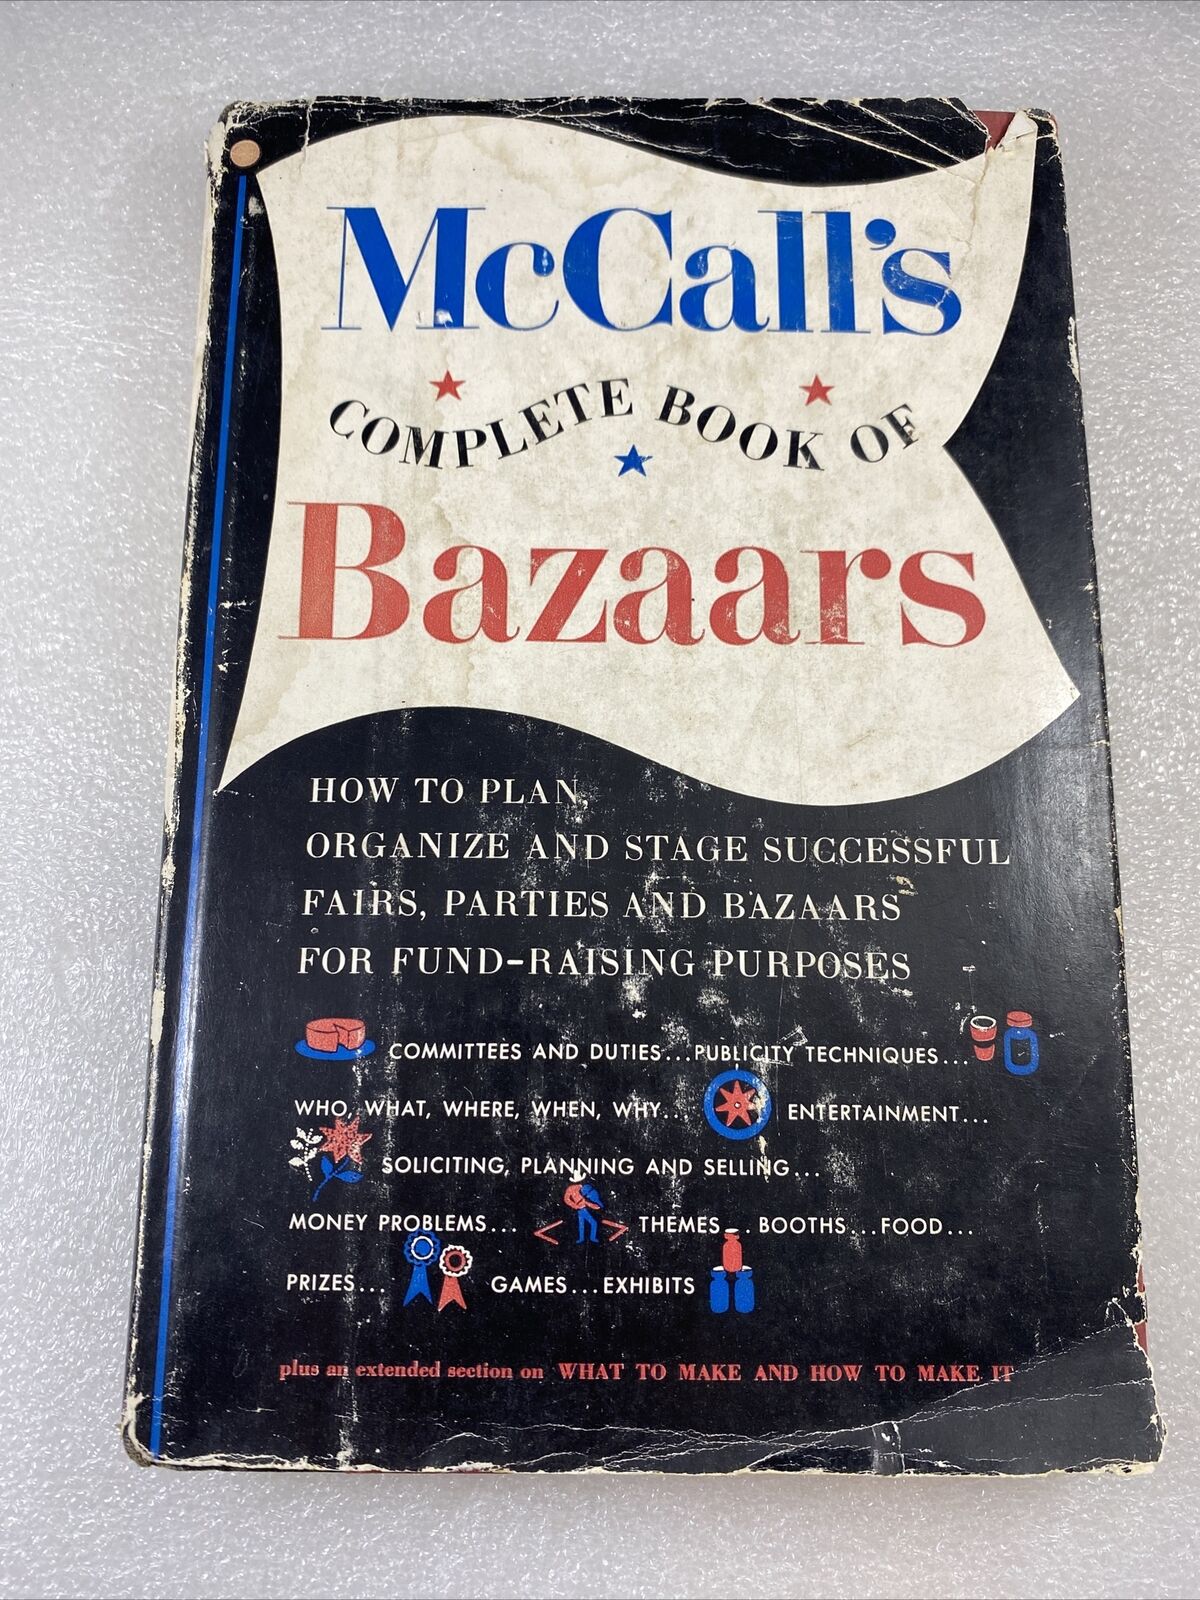 McCall's
COMPLETE BOOK OF
Bazaars
HOW TO PLAN,
ORGANIZE AND STAGE SUCCESSFUL
FAIRS, PARTIES AND BAZAARS
FOR FUND-RAISING PURPOSES
COMMITTEES AND DUTIES...PUBLICITY TECHNIQUES...
WHO, WHAT, WHERE, WHEN, WHY... ENTERTAINMENT...
SOLICITING, PLANNING AND SELLING...
MONEY PROBLEMS... THEMES... BOOTHS...FOOD...
PRIZES... GAMES...EXHIBITS
plus an extended section on WHAT TO MAKE AND HOW TO MAKE IT